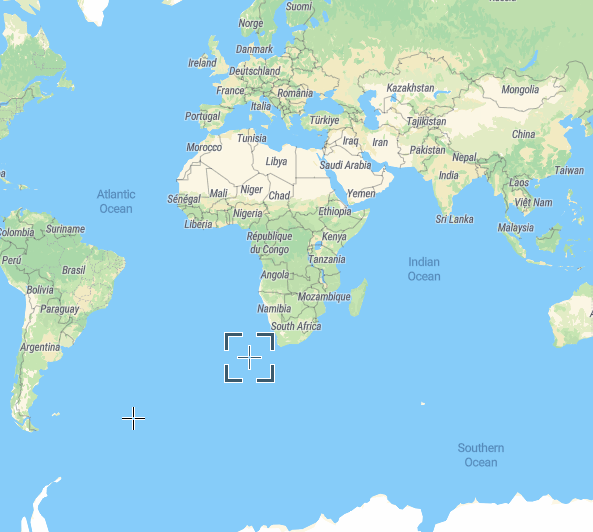 Suomi
Norge
Danmark
Ireland
Deutschland
France
România
Kazakhstan
Mongolia
Italia
Portugal
Türkiye
Tajikistan
China
Morocco
Tunisia
Iraq
Iran
Pakistan
Libya
Saudi Arabia
Nepal
Taiwan
India
Laos
Atlantic
Ocean
Sénégal
Mali
Niger
Chad
Yemen
Việt Nam
Liberia
Nigeria
Ethiopia
Sri Lanka
Colombia
Suriname
République
du Congo
Kenya
Malaysia
Perú
Brasil
Tanzania
Indian
Ocean
Angola
Bolivia
Mozambique
Paraguay
Namibia
South Africa
Argentina
Southern
Ocean